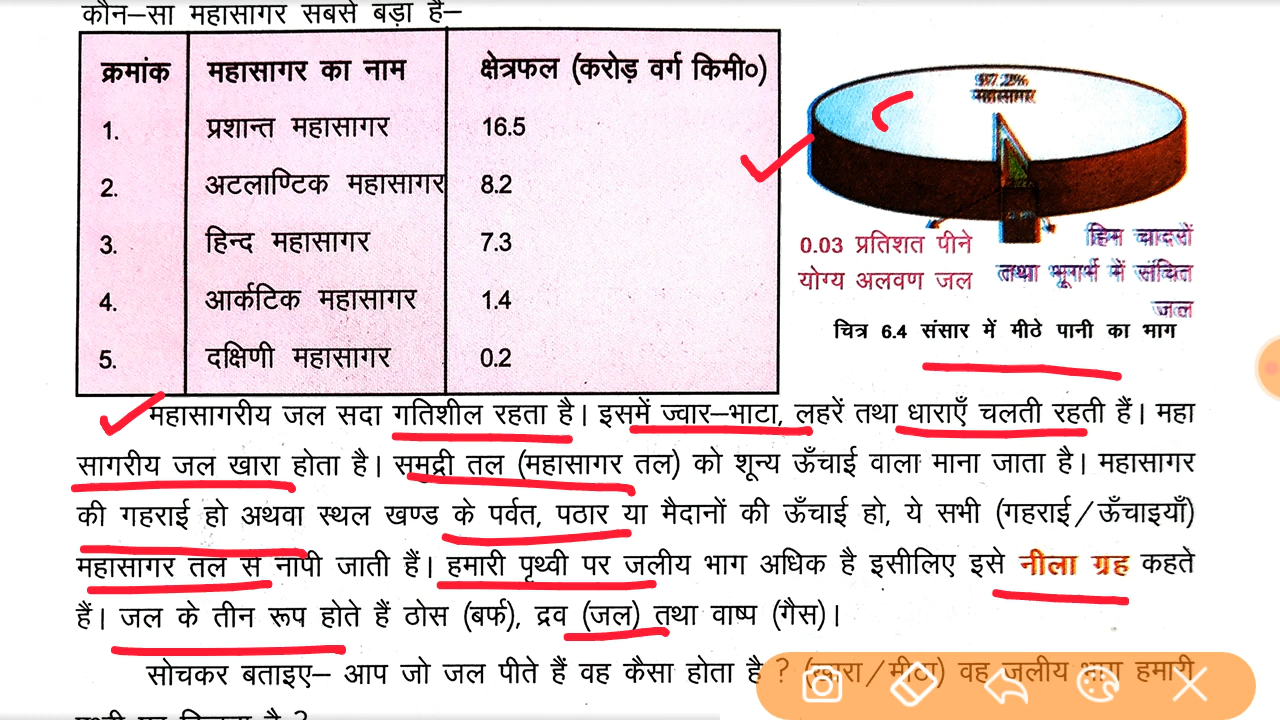 कौन–सा महासागर सबसे बड़ा है–
क्रमांक महासागर का नाम क्षेत्रफल (करोड़ वर्ग किमी०)
1. प्रशान्त महासागर 16.5
2. अटलाण्टिक महासागर 8.2
3. हिन्द महासागर 7.3
4. आर्कटिक महासागर 1.4
5. दक्षिणी महासागर 0.2
97.2%
महासागर
0.03 प्रतिशत पीने
योग्य अलवण जल
हिम चादरों
तथा भूगर्भ में संचित
जल
चित्र 6.4 संसार में मीठे पानी का भाग
महासागरीय जल सदा गतिशील रहता है। इसमें ज्वार–भाटा, लहरें तथा धाराएँ चलती रहती हैं। महा
सागरीय जल खारा होता है। समुद्री तल (महासागर तल) को शून्य ऊँचाई वाला माना जाता है। महासागर
की गहराई हो अथवा स्थल खण्ड के पर्वत, पठार या मैदानों की ऊँचाई हो, ये सभी (गहराई/ऊँचाइयाँ)
महासागर तल से नापी जाती हैं। हमारी पृथ्वी पर जलीय भाग अधिक है इसीलिए इसे नीला ग्रह कहते
हैं। जल के तीन रूप होते हैं ठोस (बर्फ), द्रव (जल) तथा वाष्प (गैस)।
सोचकर बताइए– आप जो जल पीते हैं वह कैसा होता है ? (खारा/मीठा) वह जलीय भाग हमारी